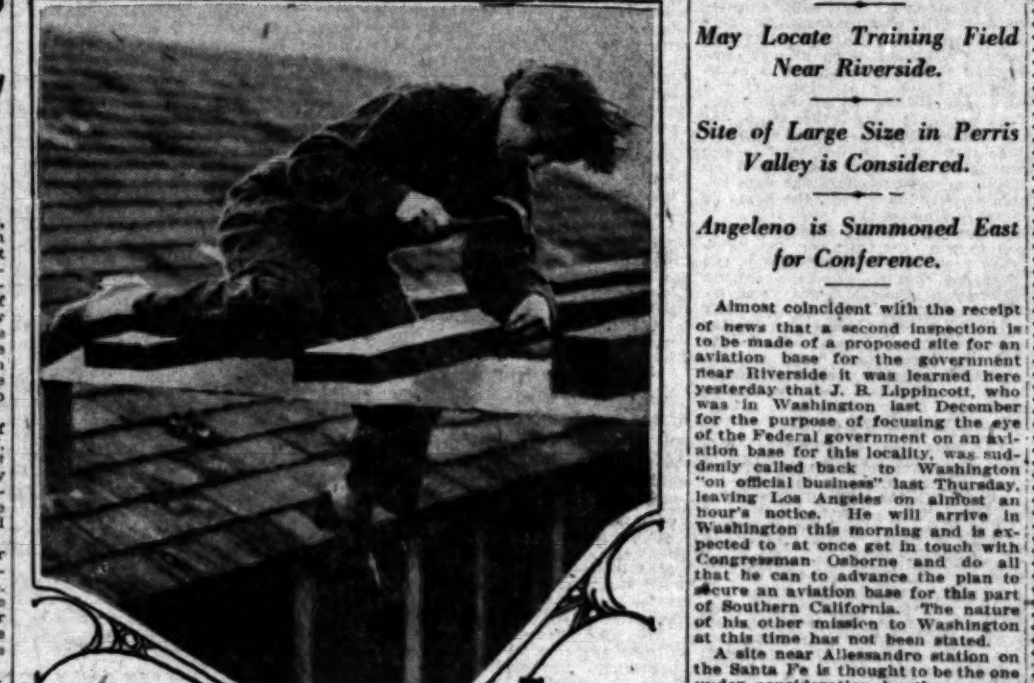 May Locate Training Field
Near Riverside.
Site of Large Size in Perris
Valley is Considered.
Angeleno is Summoned East
for Conference.
Almost coincident with the receipt
of news that a second inspection is
to be made of a proposed site for an
aviation base for the government
near Riverside it was learned here
yesterday that J. B. Lippincott, who
was in Washington last December
for the purpose of focusing the eye
of the Federal government on an avi-
ation base for this locality, was sud-
denly called back to Washington
"on official business" last Thursday,
leaving Los Angeles on almost an
hour's notice. He will arrive in
Washington this morning and is ex-
pected to at once get in touch with
Congressman Osborne and do all
that he can to advance the plan to
secure an aviation base for this part
of Southern California. The nature
of his other mission to Washington
at this time has not been stated.
A site near Allessandro station on
the Santa Fe is thought to be the one